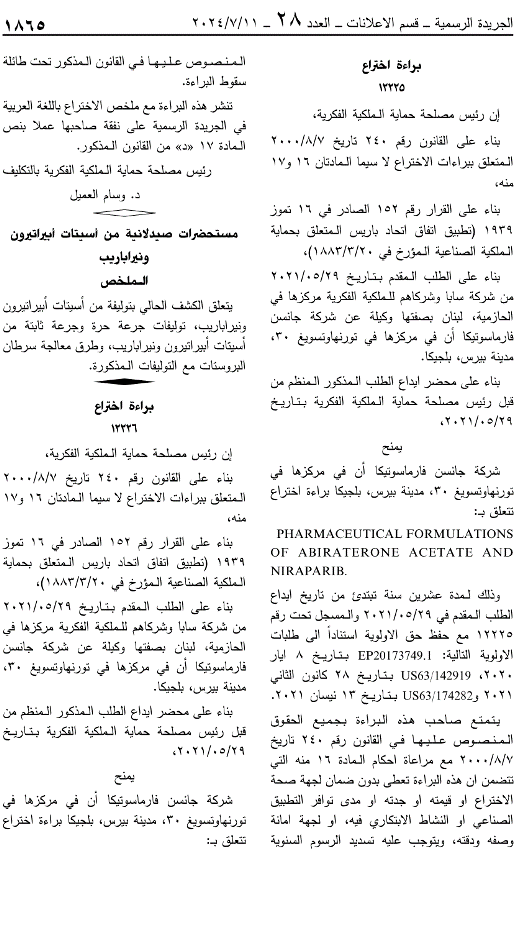 الجريدة الرسمية ــ قسم الاعلانات ــ العدد ٢٨ ــ ٢٠٢٤/٧/١١
١٨٦٥
براءة اختراع
١٢٢٢٥
إن رئيس مصلحة حماية الملكية الفكرية،
بناء على القانون رقم ٢٤٠ تاريخ ٢٠٠٠/٨/٧
المتعلق ببراءات الاختراع لا سيما المادتان ١٦ و١٧
منه،
بناء على القرار رقم ١٥٢ الصادر في ١٦ تموز
١٩٣٩ (تطبيق اتفاق اتحاد باريس المتعلق بحماية
الملكية الصناعية المؤرخ في ١٨٨٣/٣/٢٠)،
بناء على الطلب المقدم بتاريخ ٢٠٢١/٠٥/٢٩
من شركة سابا وشركاهم للملكية الفكرية مركزها في
الحازمية، لبنان بصفتها وكيلة عن شركة جانسن
فارماسوتيكا أن في مركزها في تورنهاوتسويغ ٣٠،
مدينة بيرس، بلجيكا.
بناء على محضر ايداع الطلب المذكور المنظم من
قبل رئيس مصلحة حماية الملكية الفكرية بتاريخ
٢٠٢١/٠٥/٢٩،
يمنح
شركة جانسن فارماسوتيكا أن في مركزها في
تورنهاوتسويغ ٣٠، مدينة بيرس، بلجيكا براءة اختراع
تتعلق بـ:
PHARMACEUTICAL FORMULATIONS
OF ABIRATERONE ACETATE AND
NIRAPARIB.
وذلك لمدة عشرين سنة تبتدئ من تاريخ ايداع
الطلب المقدم في ٢٠٢١/٠٥/٢٩ والمسجل تحت رقم
١٢٢٢٥ مع حفظ حق الاولوية استناداً الى طلبات
الاولوية التالية: EP20173749.1 بتاريخ ٨ ايار
٢٠٢٠، US63/142919 بتاريخ ٢٨ كانون الثاني
٢٠٢١ وUS63/174282 بتاريخ ١٣ نيسان ٢٠٢١.
يتمتع صاحب هذه البراءة بجميع الحقوق
المنصوص عليها في القانون رقم ٢٤٠ تاريخ
٢٠٠٠/٨/٧ مع مراعاة احكام المادة ١٦ منه التي
تتضمن ان هذه البراءة تعطى بدون ضمان لجهة صحة
الاختراع او قيمته او جدته او مدى توافر التطبيق
الصناعي او النشاط الابتكاري فيه، او لجهة امانة
وصفه ودقته، ويتوجب عليه تسديد الرسوم السنوية
المنصوص عليها في القانون المذكور تحت طائلة
سقوط البراءة.
تنشر هذه البراءة مع ملخص الاختراع باللغة العربية
في الجريدة الرسمية على نفقة صاحبها عملا بنص
المادة ١٧ «د» من القانون المذكور.
رئيس مصلحة حماية الملكية الفكرية بالتكليف
د. وسام العميل
مستحضرات صيدلانية من أسيتات أبيراتيرون
ونيراباريب
الملخص
يتعلق الكشف الحالي بتوليفة من أسيتات أبيراتيرون
ونيراباريب، توليفات جرعة حرة وجرعة ثابتة من
أسيتات أبيراتيرون ونيراباريب، وطرق معالجة سرطان
البروستات مع التوليفات المذكورة.
براءة اختراع
١٢٢٢٦
إن رئيس مصلحة حماية الملكية الفكرية،
بناء على القانون رقم ٢٤٠ تاريخ ٢٠٠٠/٨/٧
المتعلق ببراءات الاختراع لا سيما المادتان ١٦ و١٧
منه،
بناء على القرار رقم ١٥٢ الصادر في ١٦ تموز
١٩٣٩ (تطبيق اتفاق اتحاد باريس المتعلق بحماية
الملكية الصناعية المؤرخ في ١٨٨٣/٣/٢٠)،
بناء على الطلب المقدم بتاريخ ٢٠٢١/٠٥/٢٩
من شركة سابا وشركاهم للملكية الفكرية مركزها في
الحازمية، لبنان بصفتها وكيلة عن شركة جانسن
فارماسوتيكا أن في مركزها في تورنهاوتسويغ ٣٠،
مدينة بيرس، بلجيكا.
بناء على محضر ايداع الطلب المذكور المنظم من
قبل رئيس مصلحة حماية الملكية الفكرية بتاريخ
٢٠٢١/٠٥/٢٩،
يمنح
شركة جانسن فارماسوتيكا أن في مركزها في
تورنهاوتسويغ ٣٠، مدينة بيرس، بلجيكا براءة اختراع
تتعلق بـ: